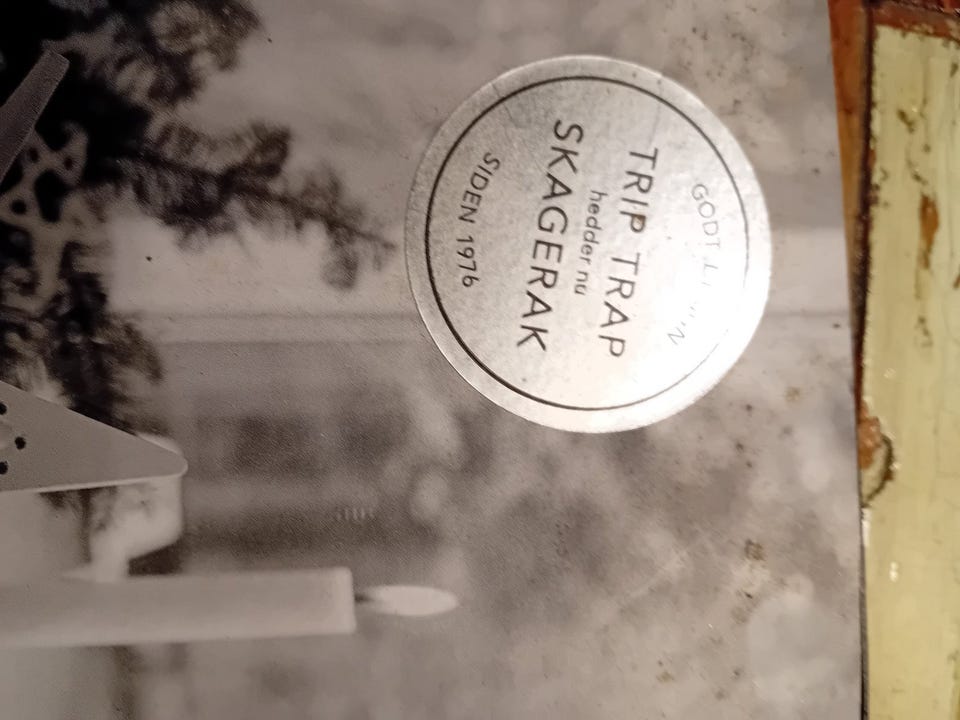 GODT
TRIP TRAP
hedder nu
SKAGERAK
SIDEN 1976